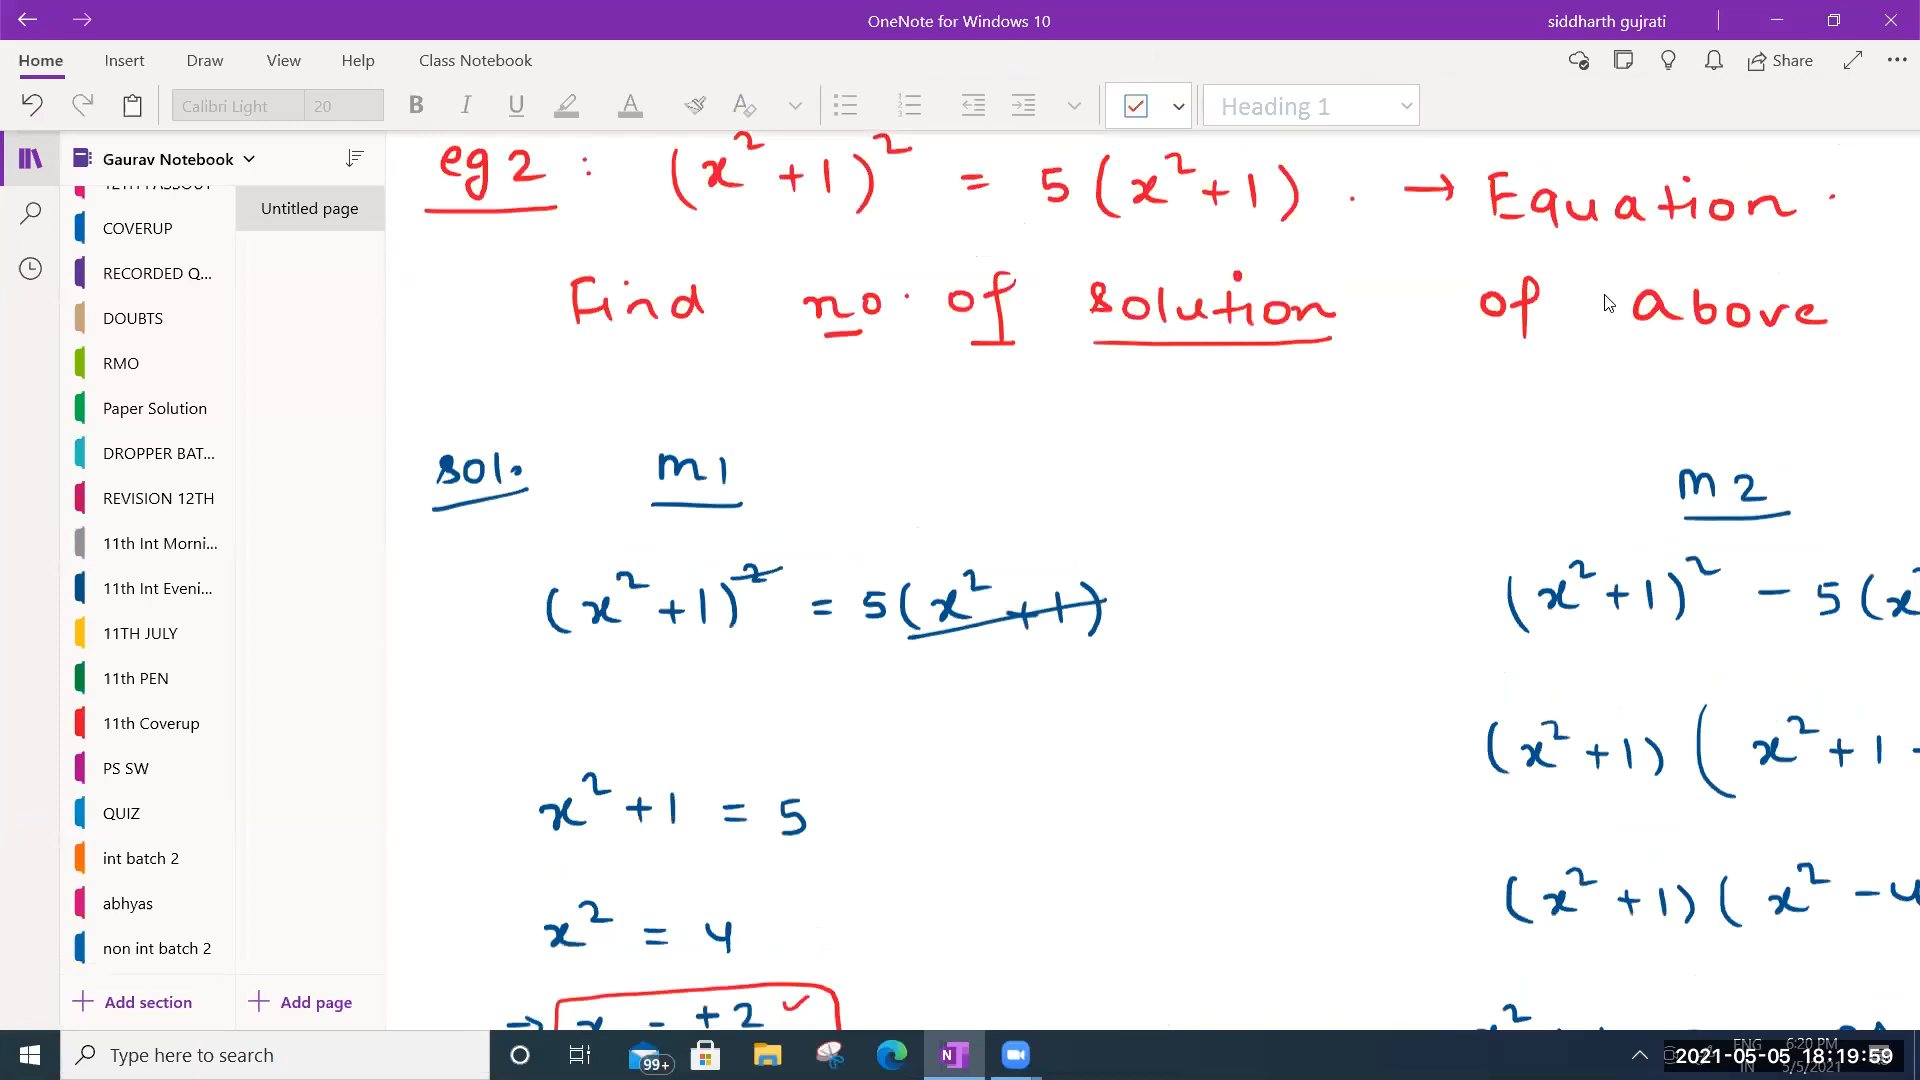 OneNote for Windows 10
siddharth gujrati
Home Insert Draw View Help Class Notebook
Share
Calibri Light 20
B I U A
Heading 1
Gaurav Notebook
Untitled page
COVERUP
RECORDED Q...
DOUBTS
RMO
Paper Solution
DROPPER BAT...
REVISION 12TH
11th Int Morni...
11th Int Eveni...
11TH JULY
11th PEN
11th Coverup
PS SW
QUIZ
int batch 2
abhyas
non int batch 2
+ Add section
+ Add page
eg 2 : (x² + 1)² = 5 (x² + 1) . → Equation .
Find no. of solution of above
sol. m 1
(x² + 1)² = 5 (x² + 1)
x² + 1 = 5
x² = 4
m 2
(x² + 1)² − 5 (x²
(x² + 1) ( x² + 1 -
(x² + 1) ( x² − 4
Type here to search
99+
2021-05-05 18:19:59